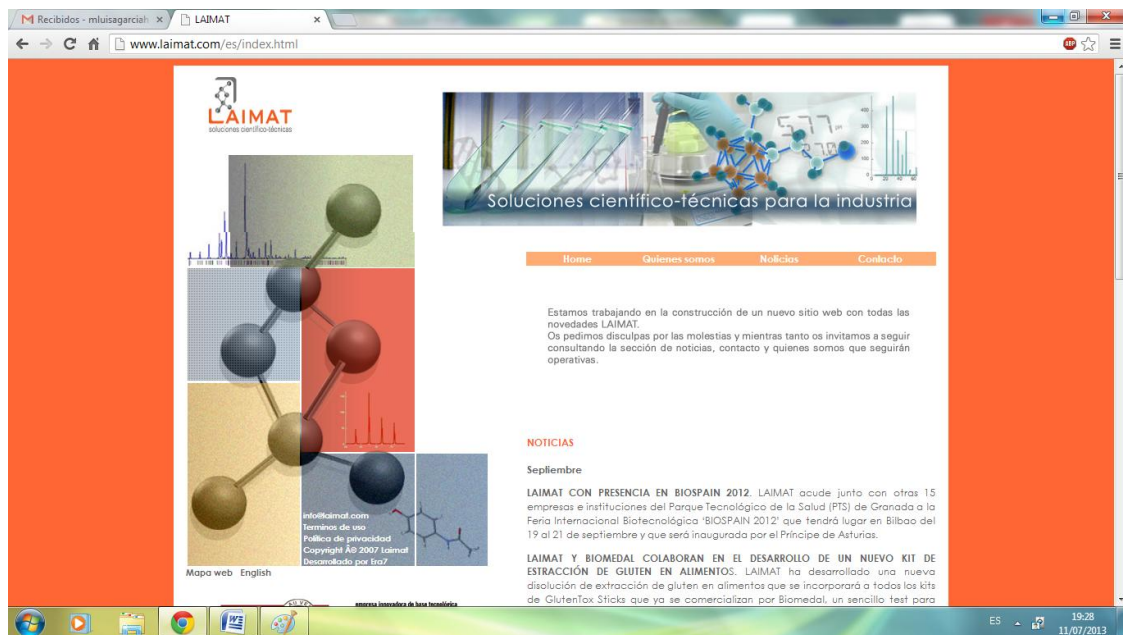 Recibidos - mluisagarciah
LAIMAT
www.laimat.com/es/index.html
ABP
LAIMAT
soluciones científico-técnicas
Soluciones científico-técnicas para la industria
Home Quienes somos Noticias Contacto
Estamos trabajando en la construcción de un nuevo sitio web con todas las
novedades LAIMAT.
Os pedimos disculpas por las molestias y mientras tanto os invitamos a seguir
consultando la sección de noticias, contacto y quienes somos que seguirán
operativas.
NOTICIAS
Septiembre
LAIMAT CON PRESENCIA EN BIOSPAIN 2012. LAIMAT acude junto con otras 15
empresas e instituciones del Parque Tecnológico de la Salud (PTS) de Granada a la
Feria Internacional Biotecnológica 'BIOSPAIN 2012' que tendrá lugar en Bilbao del
19 al 21 de septiembre y que será inaugurada por el Príncipe de Asturias.
LAIMAT Y BIOMEDAL COLABORAN EN EL DESARROLLO DE UN NUEVO KIT DE
ESTRACCIÓN DE GLUTEN EN ALIMENTOS. LAIMAT ha desarrollado una nueva
disolución de extracción de gluten en alimentos que se incorporará a todos los kits
de GlutenTox Sticks que ya se comercializan por Biomedal, un sencillo test para
info@laimat.com
Terminos de uso
Política de privacidad
Copyright Â® 2007 Laimat
Desarrollado por Era7
Mapa web English
empresa innovadora de base tecnológica
ES
19:28
11/07/2013